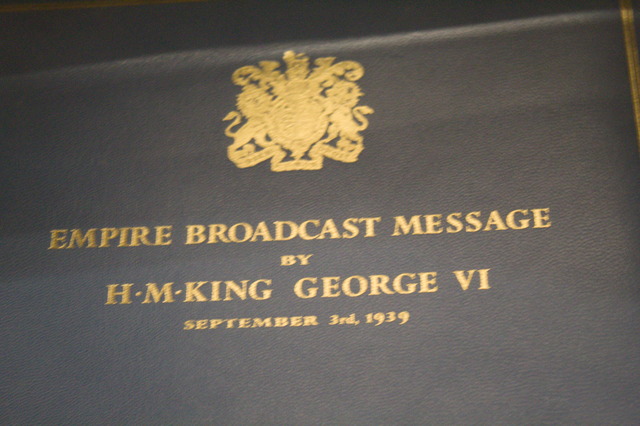 EMPIRE BROADCAST MESSAGE
BY
H·M·KING GEORGE VI
SEPTEMBER 3rd, 1939